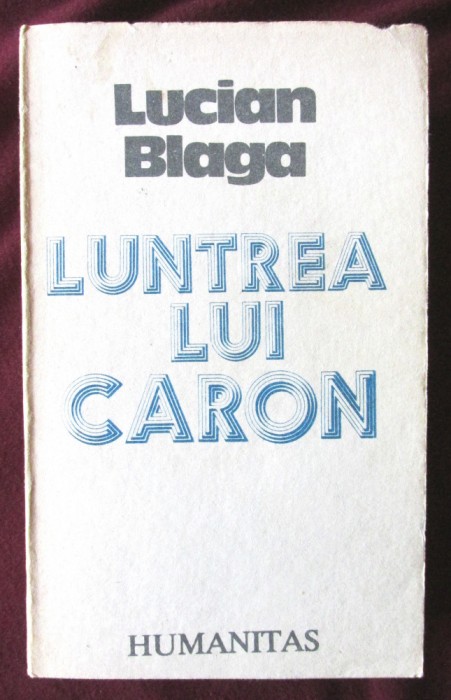 Lucian
Blaga
LUNTREA
LUI
CARON
HUMANITAS